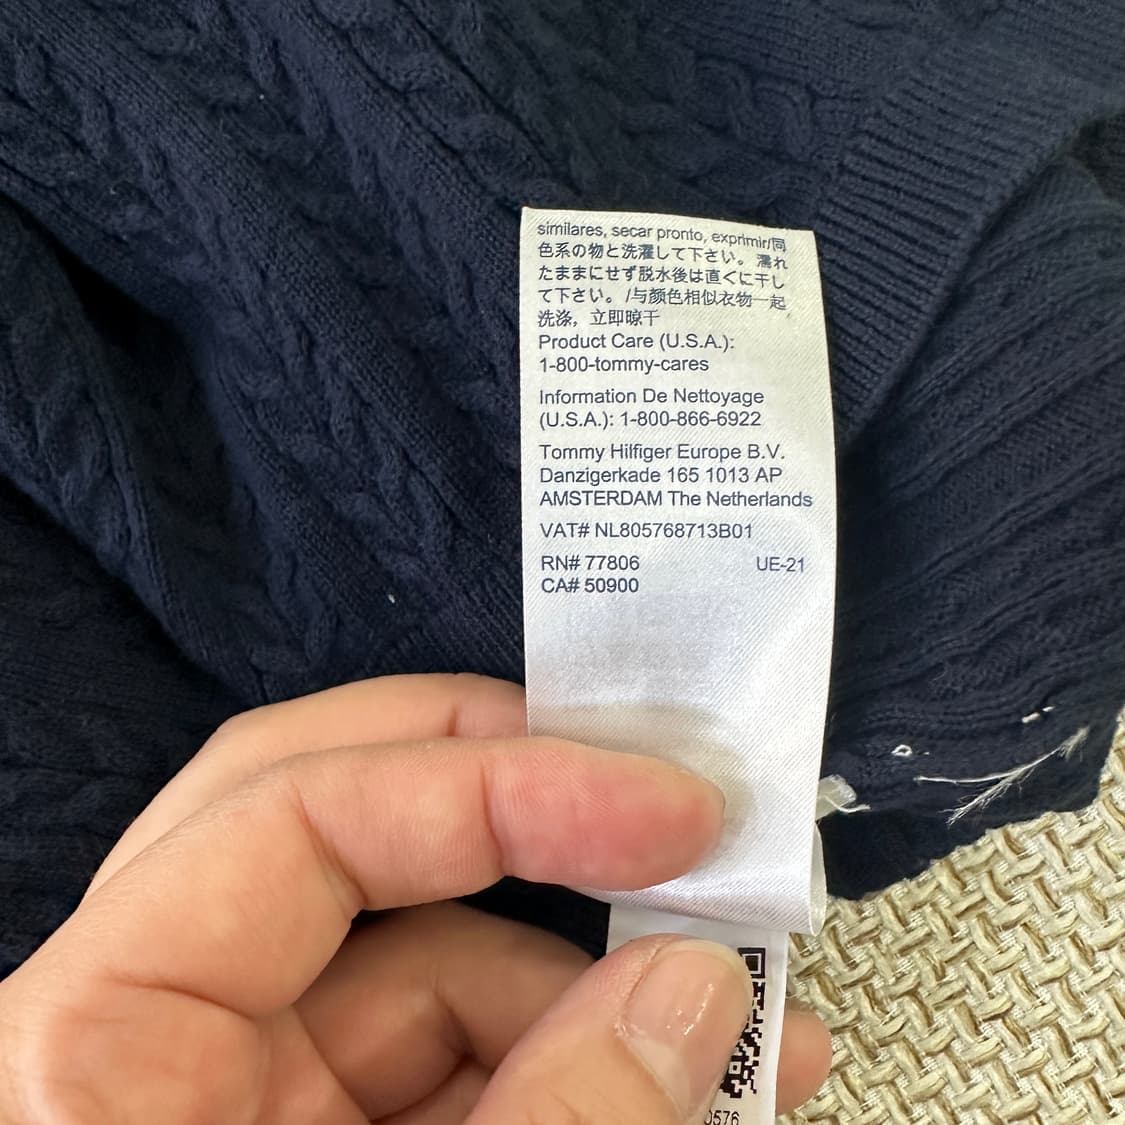 similares, secar pronto, exprimir/同
色系の物と洗濯して下さい。濡れ
たままにせず脱水後は直ぐに干し
て下さい。/与颜色相似衣物一起
洗涤，立即晾干
Product Care (U.S.A.):
1-800-tommy-cares
Information De Nettoyage
(U.S.A.): 1-800-866-6922
Tommy Hilfiger Europe B.V.
Danzigerkade 165 1013 AP
AMSTERDAM The Netherlands
VAT# NL805768713B01
RN# 77806 UE-21
CA# 50900